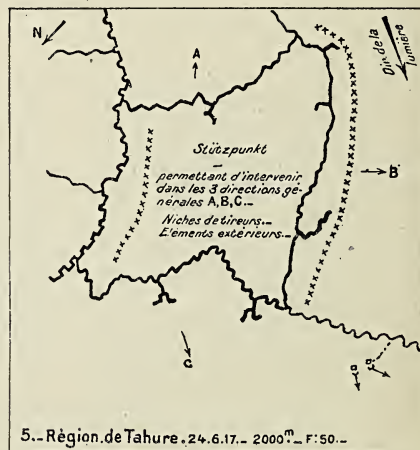 N
A
Dir. de la
lumière
Stützpunkt
—
permettant d'intervenir
dans les 3 directions gé-
nérales A,B,C._
Niches de tireurs._
Eléments extérieurs._
B
C
5._ Règion.de Tahure.24.6.17._ 2000m._ F:50._